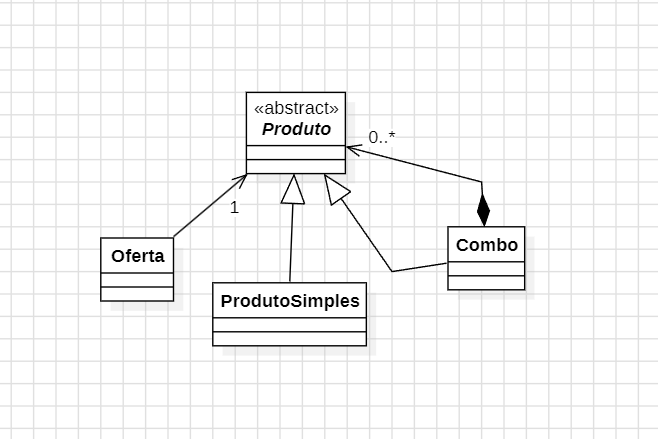 «abstract»
Produto
0..*
1
Oferta
Combo
ProdutoSimples